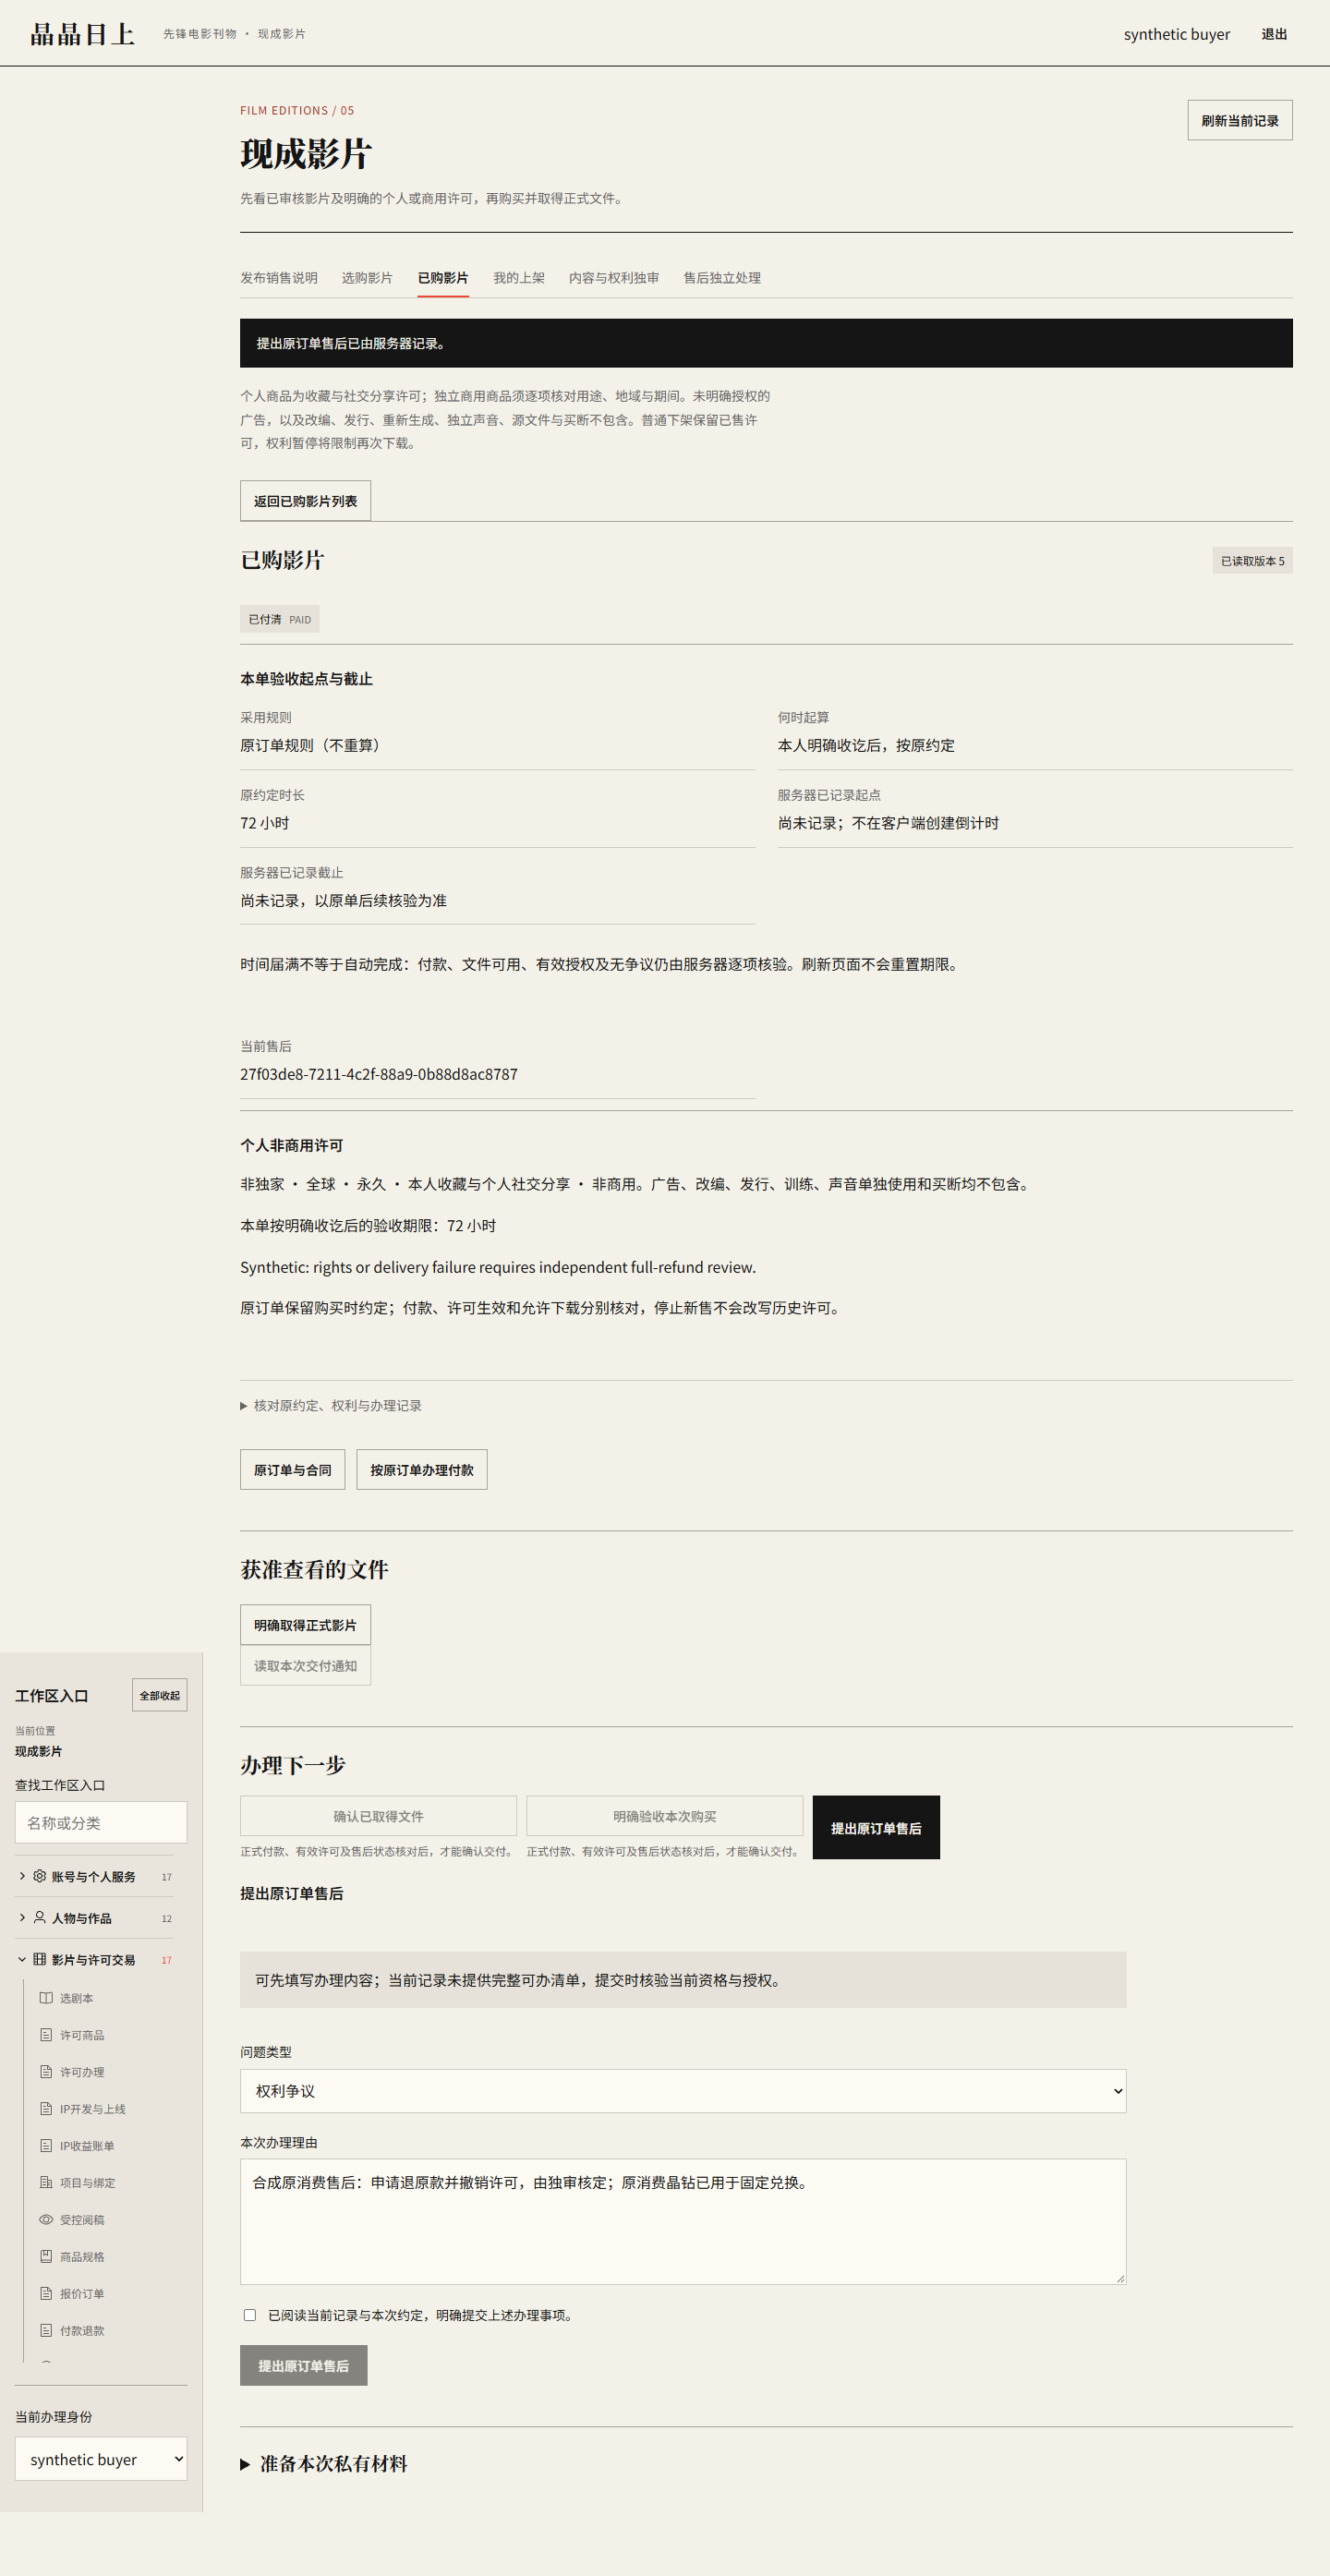 晶晶日上
先锋电影刊物 · 现成影片
synthetic buyer
退出
FILM EDITIONS / 05
刷新当前记录
现成影片
先看已审核影片及明确的个人或商用许可，再购买并取得正式文件。
发布销售说明 选购影片 已购影片 我的上架 内容与权利独审 售后独立处理
提出原订单售后已由服务器记录。
个人商品为收藏与社交分享许可；独立商用商品须逐项核对用途、地域与期间。未明确授权的
广告，以及改编、发行、重新生成、独立声音、源文件与买断不包含。普通下架保留已售许
可，权利暂停将限制再次下载。
返回已购影片列表
已购影片
已读取版本 5
已付清 PAID
本单验收起点与截止
采用规则
原订单规则（不重算）
何时起算
本人明确收讫后，按原约定
原约定时长
72 小时
服务器已记录起点
尚未记录；不在客户端创建倒计时
服务器已记录截止
尚未记录，以原单后续核验为准
时间届满不等于自动完成：付款、文件可用、有效授权及无争议仍由服务器逐项核验。刷新页面不会重置期限。
当前售后
27f03de8-7211-4c2f-88a9-0b88d8ac8787
个人非商用许可
非独家 · 全球 · 永久 · 本人收藏与个人社交分享 · 非商用。广告、改编、发行、训练、声音单独使用和买断均不包含。
本单按明确收讫后的验收期限：72 小时
Synthetic: rights or delivery failure requires independent full-refund review.
原订单保留购买时约定；付款、许可生效和允许下载分别核对，停止新售不会改写历史许可。
核对原约定、权利与办理记录
原订单与合同
按原订单办理付款
获准查看的文件
明确取得正式影片
读取本次交付通知
办理下一步
确认已取得文件
正式付款、有效许可及售后状态核对后，才能确认交付。
明确验收本次购买
正式付款、有效许可及售后状态核对后，才能确认交付。
提出原订单售后
提出原订单售后
可先填写办理内容；当前记录未提供完整可办清单，提交时核验当前资格与授权。
问题类型
权利争议
本次办理理由
合成原消费售后：申请退原款并撤销许可，由独审核定；原消费晶钻已用于固定兑换。
已阅读当前记录与本次约定，明确提交上述办理事项。
提出原订单售后
准备本次私有材料
工作区入口
全部收起
当前位置
现成影片
查找工作区入口
名称或分类
账号与个人服务 17
人物与作品 12
影片与许可交易 17
选剧本
许可商品
许可办理
IP开发与上线
IP收益账单
项目与绑定
受控阅稿
商品规格
报价订单
付款退款
当前办理身份
synthetic buyer